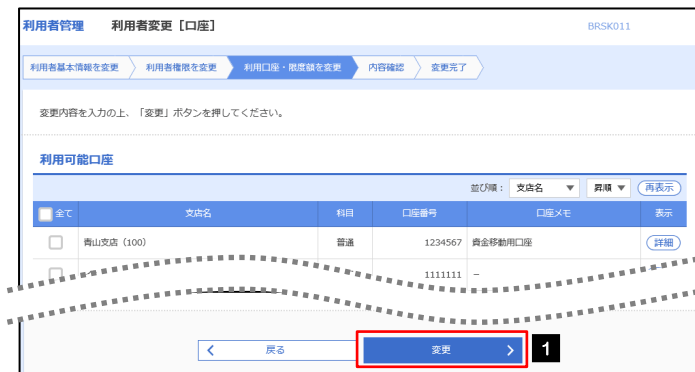 利用者管理 利用者変更［口座］ BRSK011
利用者基本情報を変更 利用者権限を変更 利用口座・限度額を変更 内容確認 変更完了
変更内容を入力の上、「変更」ボタンを押してください。
利用可能口座
並び順： 支店名 ▼ 昇順 ▼ 再表示
全て 支店名 科目 口座番号 口座メモ 表示
青山支店（100） 普通 1234567 資金移動用口座 詳細
1111111 －
戻る 変更 1